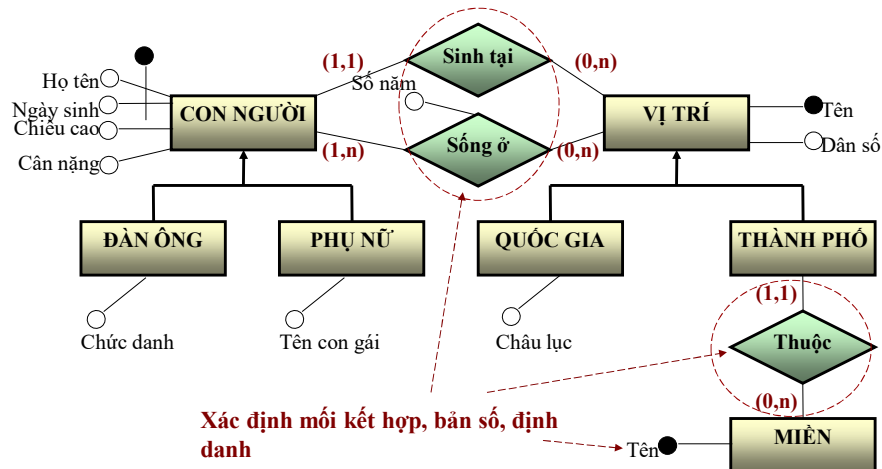 (1,1)
Sinh tại
(0,n)
Họ tên
Số năm
Ngày sinh
CON NGƯỜI
VỊ TRÍ
Tên
Chiều cao
Cân nặng
(1,n)
Sống ở
(0,n)
Dân số
ĐÀN ÔNG
PHỤ NỮ
QUỐC GIA
THÀNH PHỐ
(1,1)
Chức danh
Tên con gái
Châu lục
Thuộc
(0,n)
Xác định mối kết hợp, bản số, định
danh
Tên
MIỀN